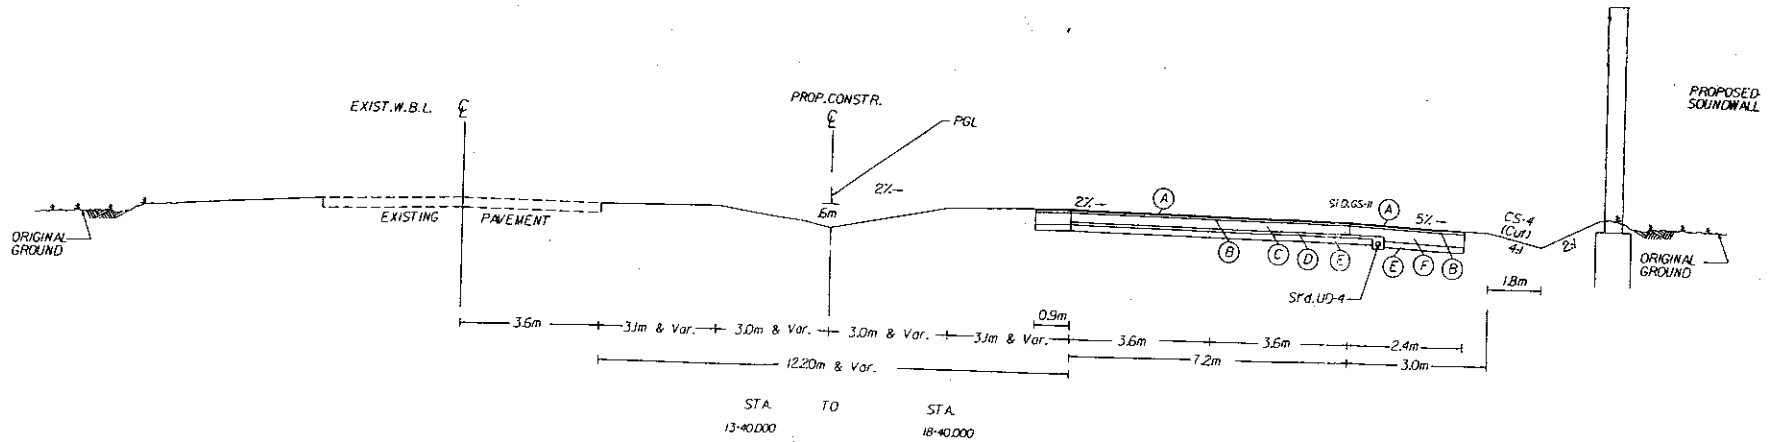 EXIST.W.B.L.
PROP.CONSTR.
PGL
PROPOSED
SOUNDWALL
2%
.6m
2%
A
A
5%
CS-4
(Cut)
4:1
2:1
EXISTING PAVEMENT
ORIGINAL
GROUND
ORIGINAL
GROUND
B
C
D
E
E
F
B
Std.UD-4
1.8m
0.9m
3.6m
3.1m & Var.
3.0m & Var.
3.0m & Var.
3.1m & Var.
3.6m
3.6m
2.4m
12.20m & Var.
7.2m
3.0m
STA. TO STA.
13+40.000 18+40.000